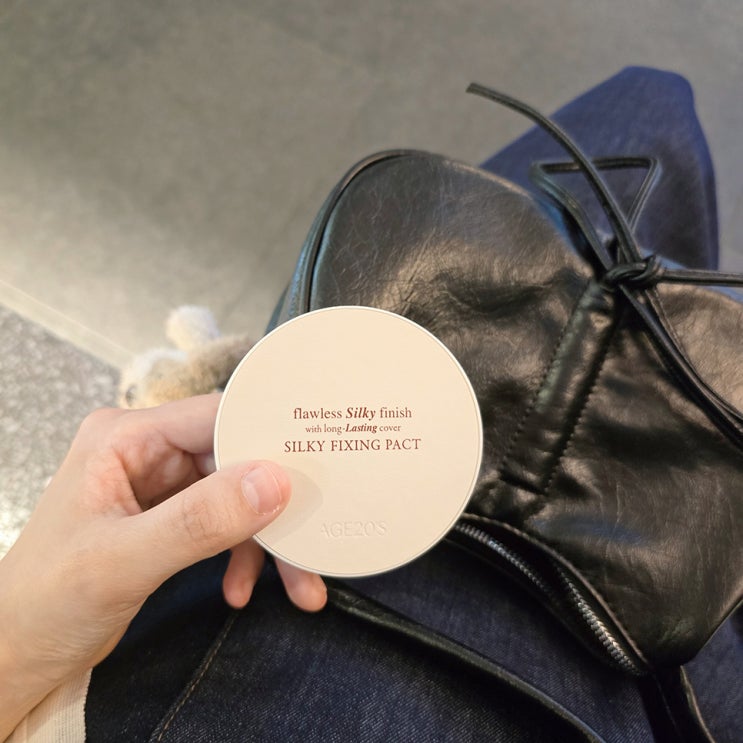 flawless Silky finish
with long-Lasting cover
SILKY FIXING PACT
AGE20'S